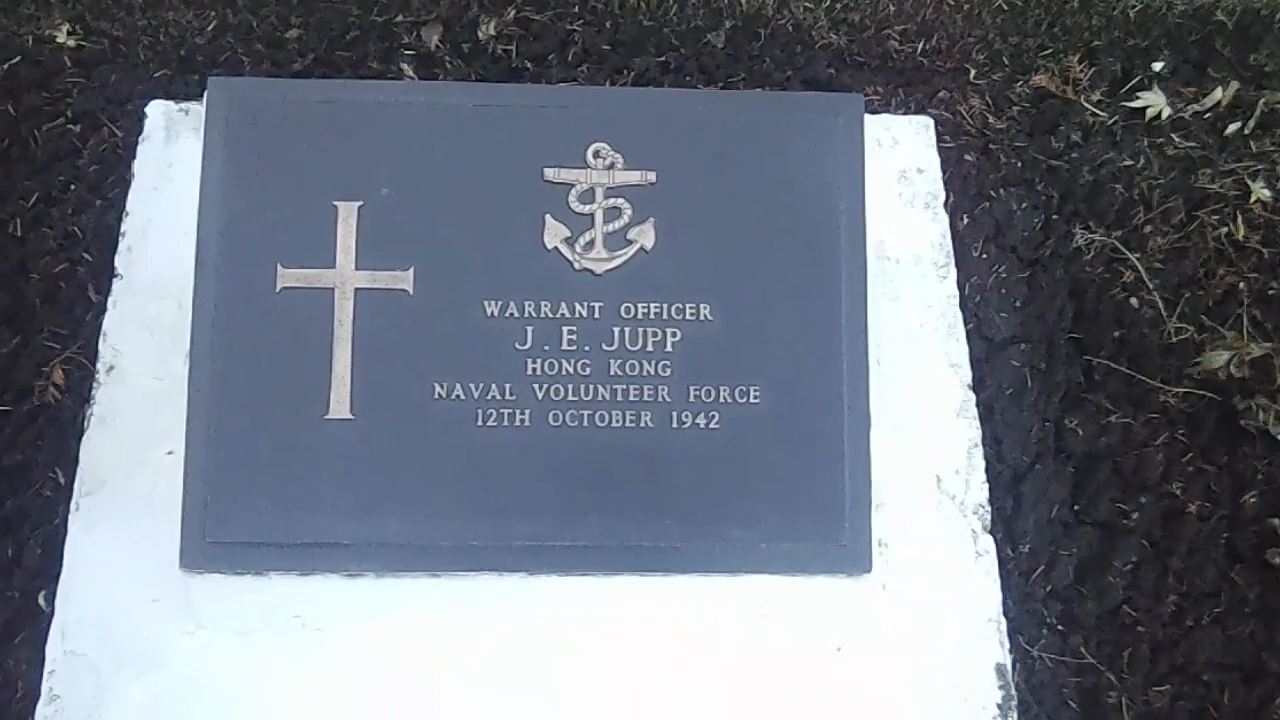 WARRANT OFFICER
J. E. JUPP
HONG KONG
NAVAL VOLUNTEER FORCE
12TH OCTOBER 1942